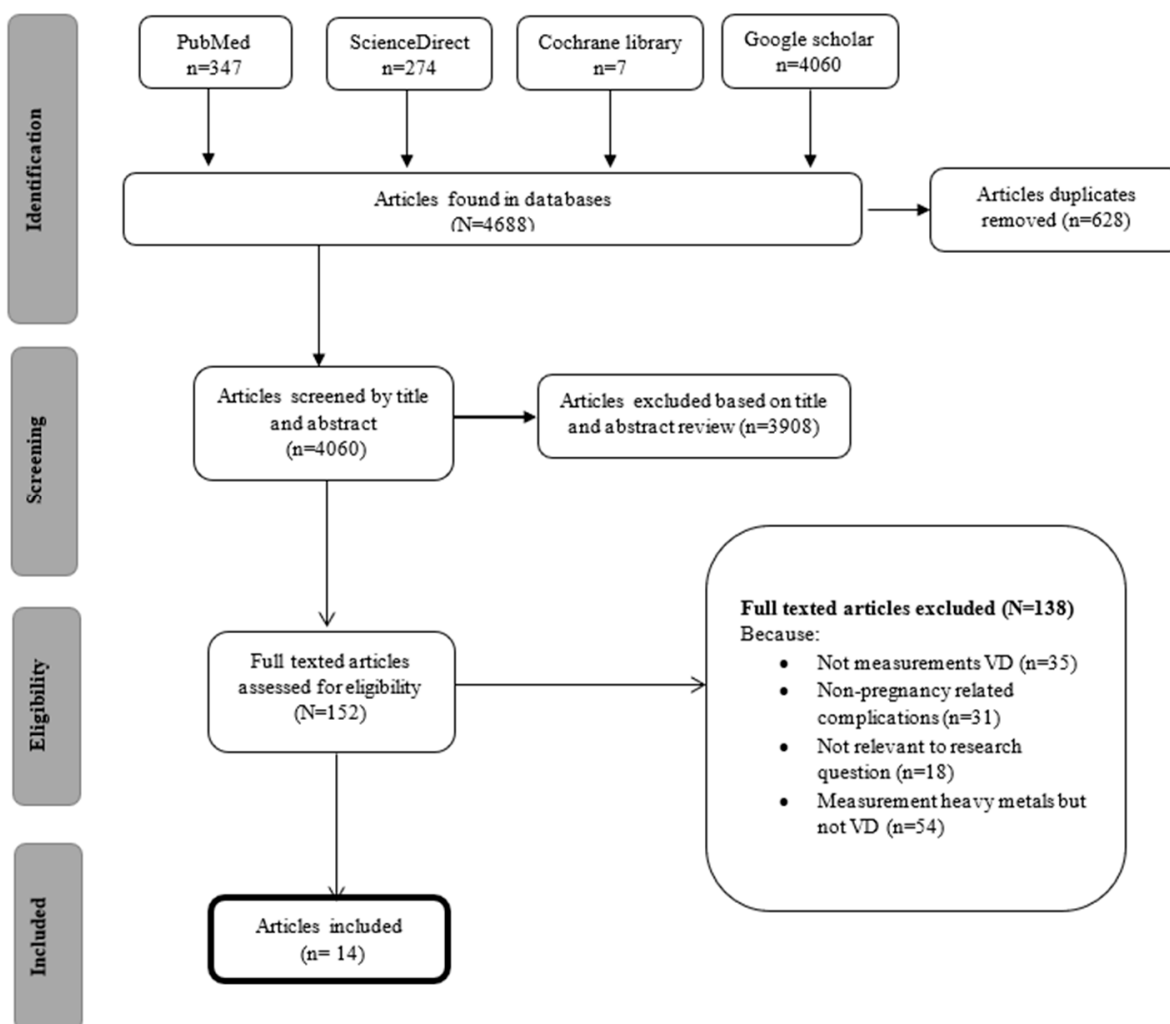 Identification
PubMed
n=347
ScienceDirect
n=274
Cochrane library
n=7
Google scholar
n=4060
Articles found in databases
(N=4688)
Articles duplicates
removed (n=628)
Screening
Articles screened by title
and abstract
(n=4060)
Articles excluded based on title
and abstract review (n=3908)
Eligibility
Full texted articles
assessed for eligibility
(N=152)
Full texted articles excluded (N=138)
Because:
• Not measurements VD (n=35)
• Non-pregnancy related
complications (n=31)
• Not relevant to research
question (n=18)
• Measurement heavy metals but
not VD (n=54)
Included
Articles included
(n= 14)